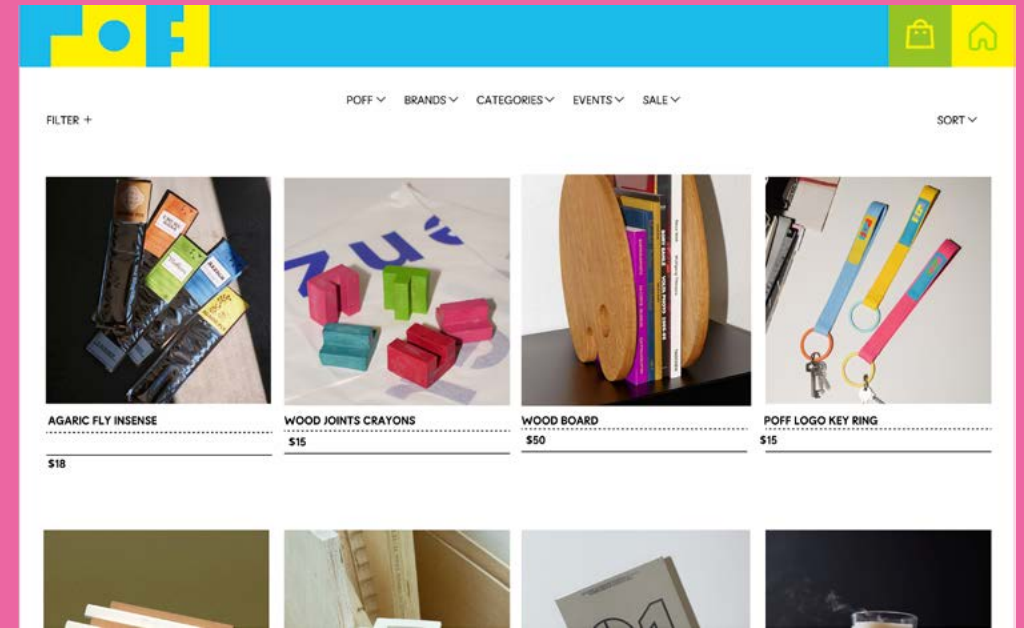 POFF BRANDS CATEGORIES EVENTS SALE
FILTER +
SORT
AGARIC FLY INSENSE
$18
WOOD JOINTS CRAYONS
$15
WOOD BOARD
$50
POFF LOGO KEY RING
$15